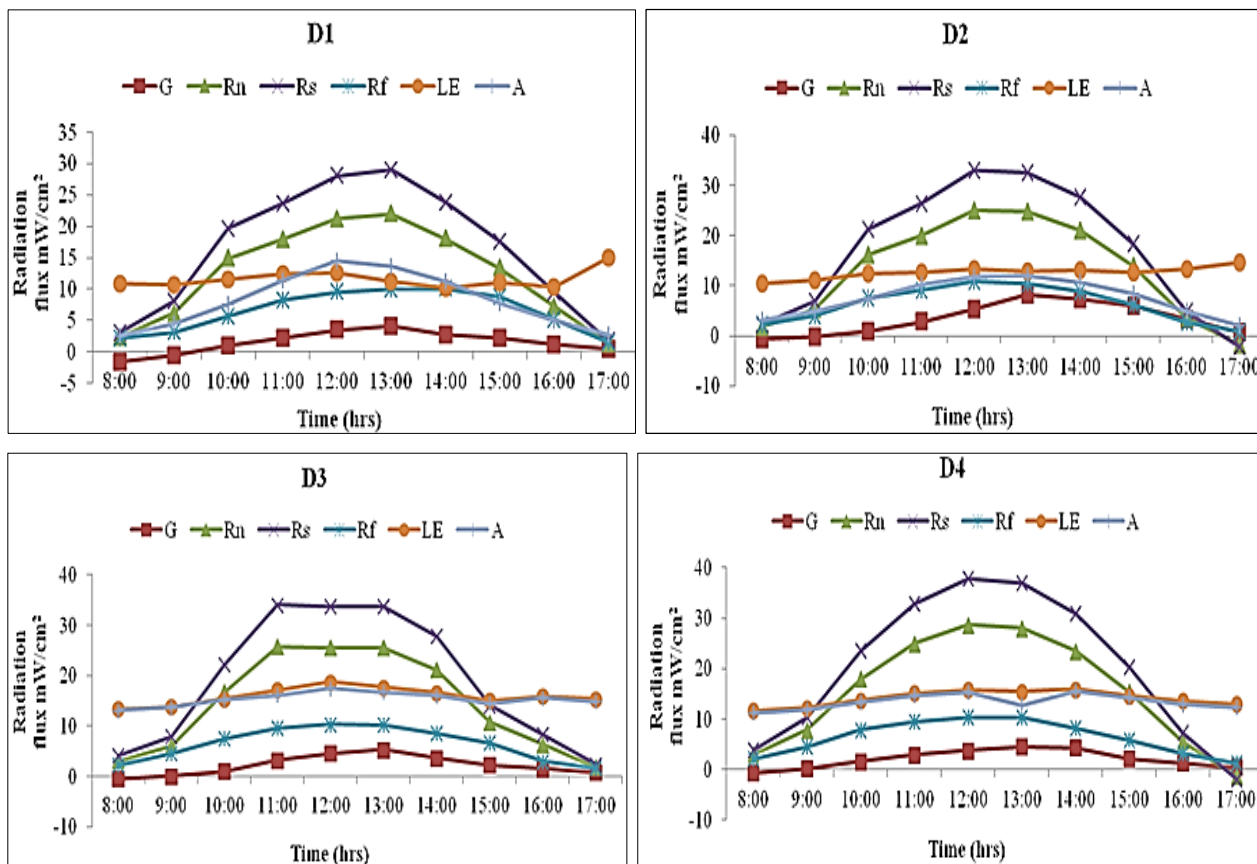 D1
G Rn Rs Rf LE A
35
30
25
20
15
10
5
0
-5
Radiation
flux mW/cm²
8:00 9:00 10:00 11:00 12:00 13:00 14:00 15:00 16:00 17:00
Time (hrs)
D2
G Rn Rs Rf LE A
40
30
20
10
0
-10
Radiation
flux mW/cm²
8:00 9:00 10:00 11:00 12:00 13:00 14:00 15:00 16:00 17:00
Time (hrs)
D3
G Rn Rs Rf LE A
40
30
20
10
0
-10
Radiation
flux mW/cm²
8:00 9:00 10:00 11:00 12:00 13:00 14:00 15:00 16:00 17:00
Time (hrs)
D4
G Rn Rs Rf LE A
40
30
20
10
0
-10
Radiation
flux mW/cm²
8:00 9:00 10:00 11:00 12:00 13:00 14:00 15:00 16:00 17:00
Time (hrs)